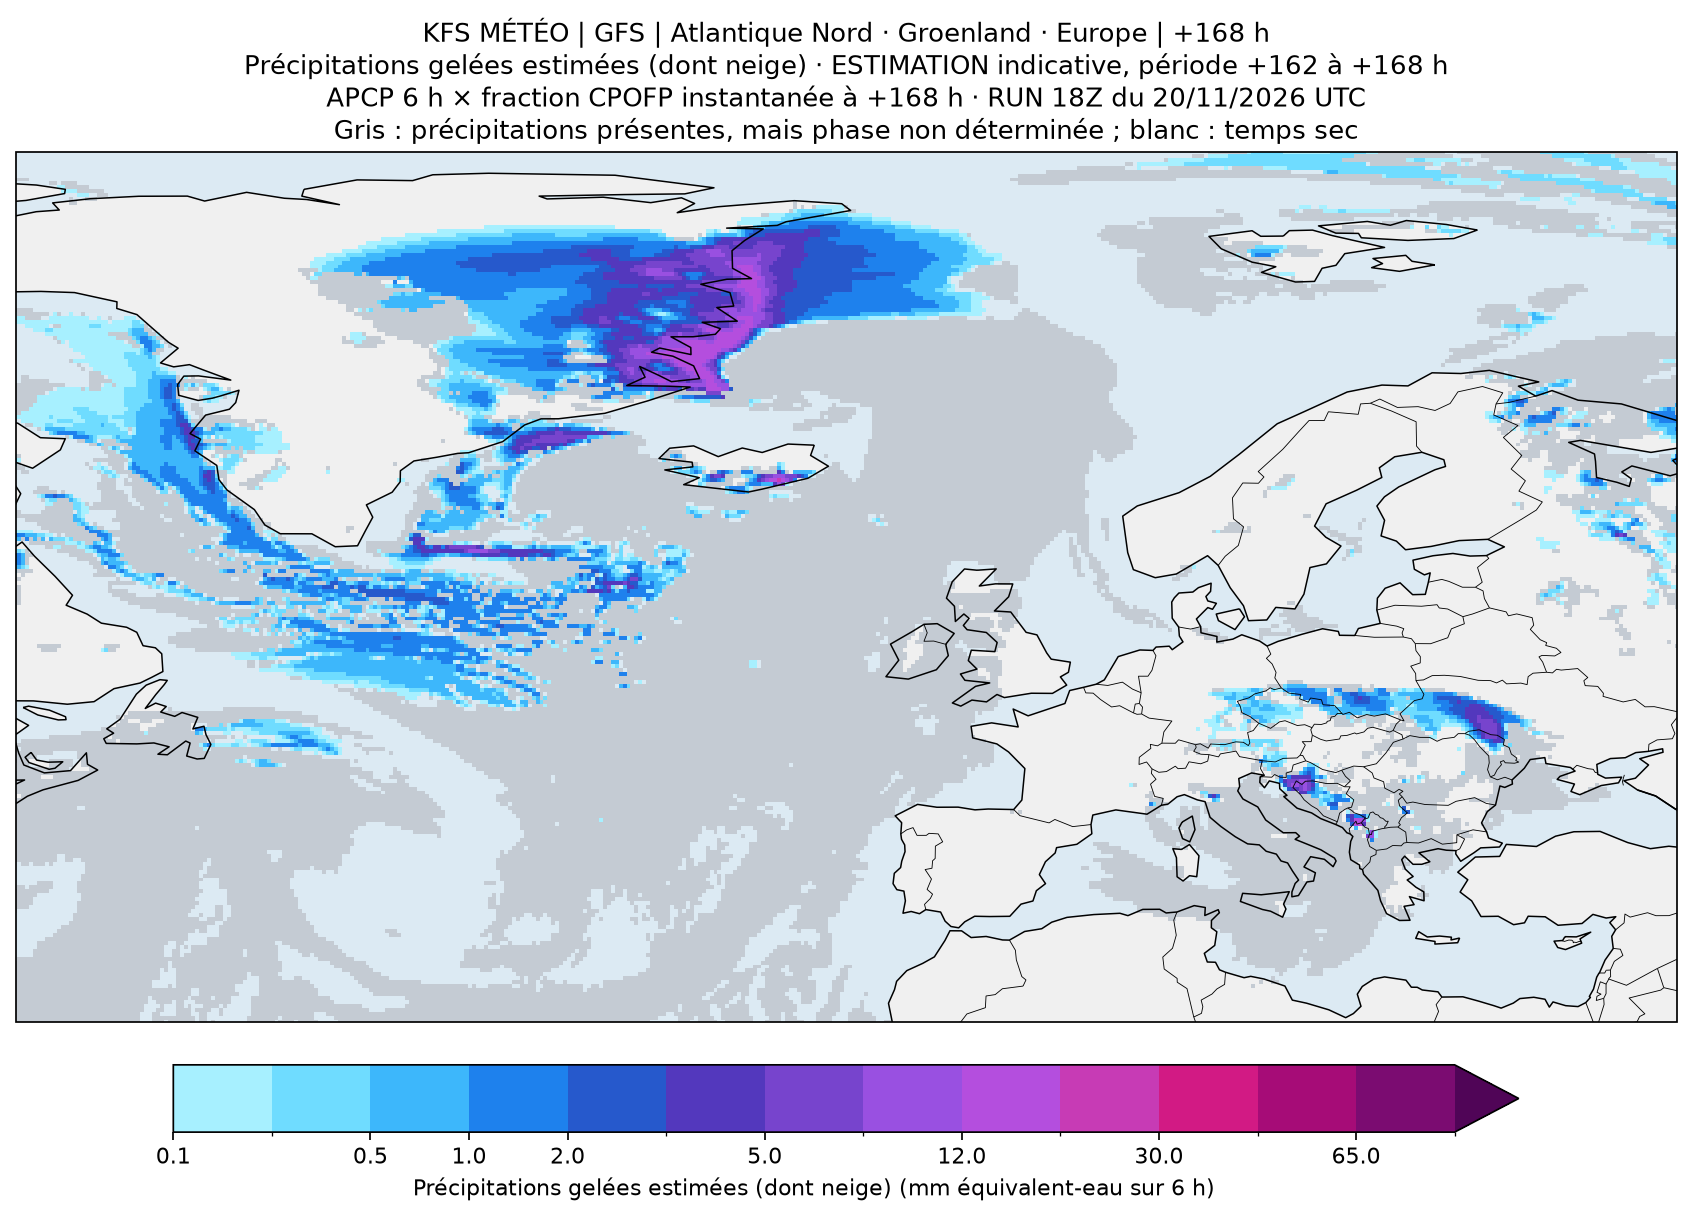 KFS MÉTÉO | GFS | Atlantique Nord · Groenland · Europe | +168 h
Précipitations gelées estimées (dont neige) · ESTIMATION indicative, période +162 à +168 h
APCP 6 h × fraction CPOFP instantanée à +168 h · RUN 18Z du 20/11/2026 UTC
Gris : précipitations présentes, mais phase non déterminée ; blanc : temps sec
0.1 0.5 1.0 2.0 5.0 12.0 30.0 65.0
Précipitations gelées estimées (dont neige) (mm équivalent-eau sur 6 h)